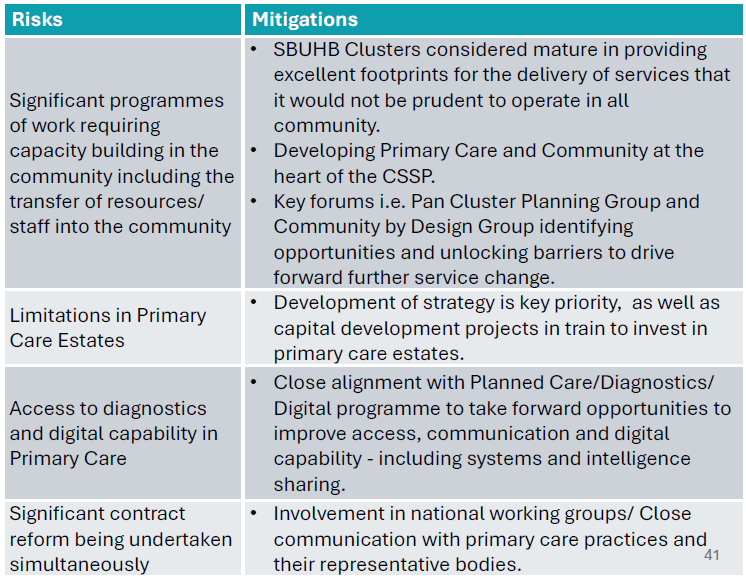 Risks
Mitigations
Significant programmes
of work requiring
capacity building in the
community including the
transfer of resources/
staff into the community
• SBUHB Clusters considered mature in providing
excellent footprints for the delivery of services that
it would not be prudent to operate in all
community.
• Developing Primary Care and Community at the
heart of the CSSP.
• Key forums i.e. Pan Cluster Planning Group and
Community by Design Group identifying
opportunities and unlocking barriers to drive
forward further service change.
Limitations in Primary
Care Estates
• Development of strategy is key priority, as well as
capital development projects in train to invest in
primary care estates.
Access to diagnostics
and digital capability in
Primary Care
• Close alignment with Planned Care/Diagnostics/
Digital programme to take forward opportunities to
improve access, communication and digital
capability - including systems and intelligence
sharing.
Significant contract
reform being undertaken
simultaneously
• Involvement in national working groups/ Close
communication with primary care practices and
their representative bodies.
41